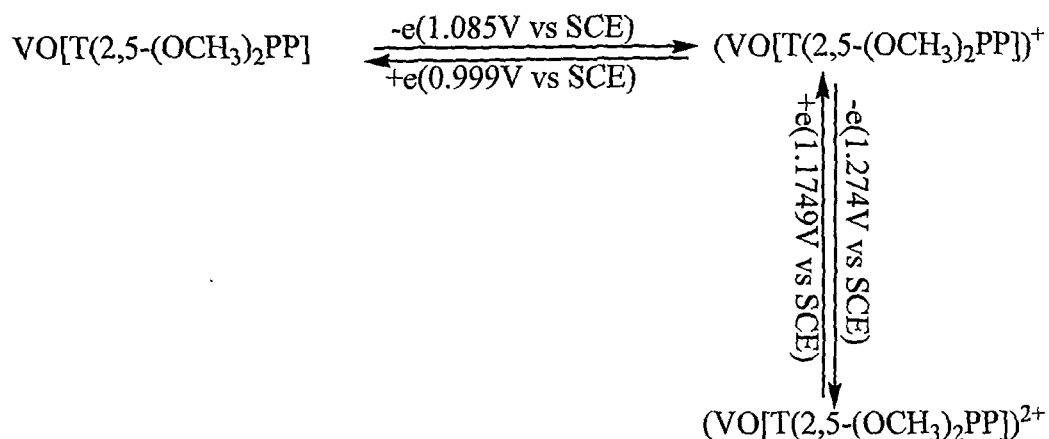 VO[T(2,5-(OCH₃)₂PP] -e(1.085V vs SCE) (VO[T(2,5-(OCH₃)₂PP])⁺
+e(0.999V vs SCE)
-e(1.274V vs SCE)
+e(1.1749V vs SCE)
(VO[T(2,5-(OCH₃)₂PP])²⁺